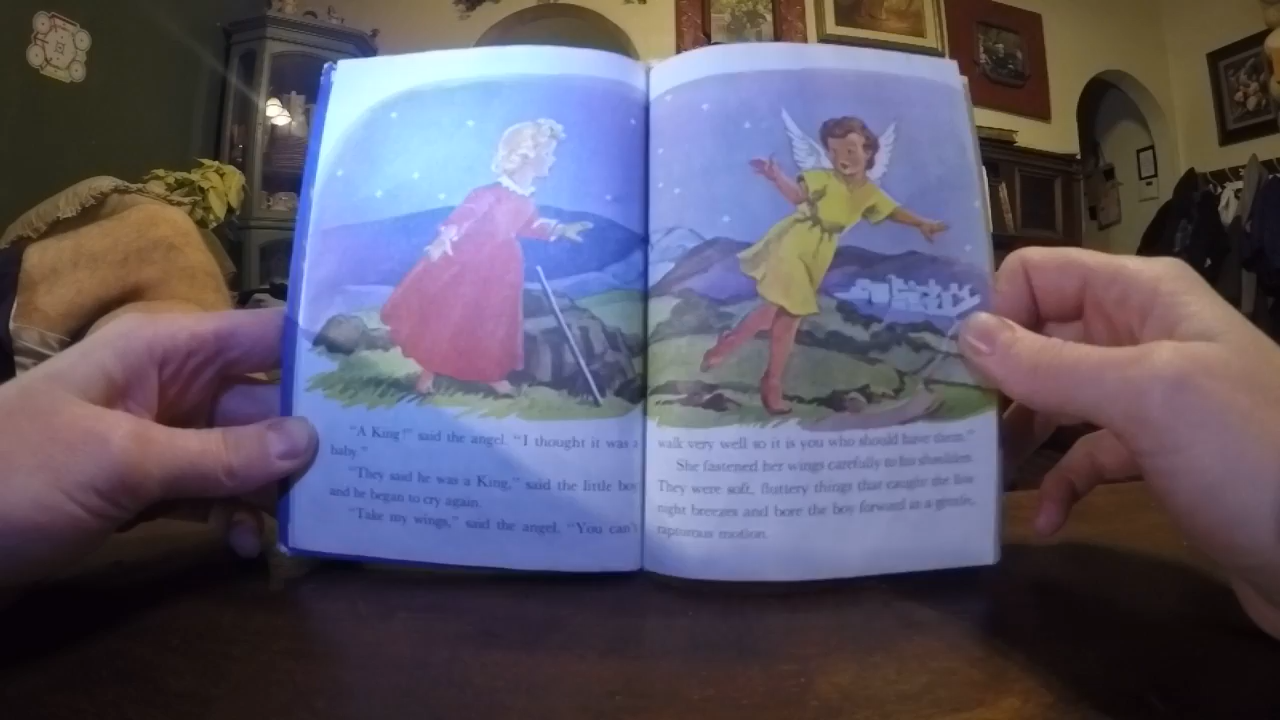 "A King?" said the angel. "I thought it was a
baby."
"They said he was a King," said the little boy
and he began to cry again.
"Take my wings," said the angel. "You can't
walk very well so it is you who should have them."
She fastened her wings carefully to his shoulders.
They were soft, fluttery things that caught the
night breezes and bore the boy forward in a gentle,
rapturous motion.